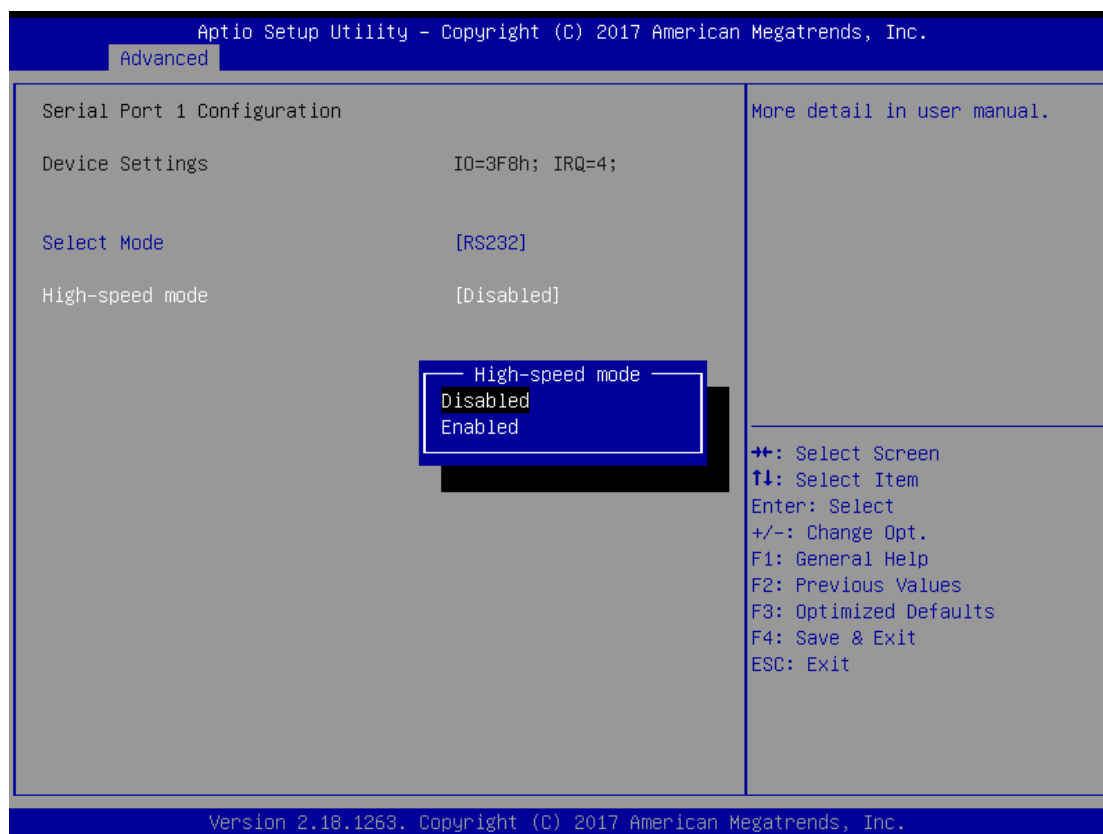 Aptio Setup Utility – Copyright (C) 2017 American Megatrends, Inc.
Advanced
Serial Port 1 Configuration
Device Settings IO=3F8h; IRQ=4;
Select Mode [RS232]
High-speed mode [Disabled]
High-speed mode
Disabled
Enabled
More detail in user manual.
→←: Select Screen
↑↓: Select Item
Enter: Select
+/-: Change Opt.
F1: General Help
F2: Previous Values
F3: Optimized Defaults
F4: Save & Exit
ESC: Exit
Version 2.18.1263. Copyright (C) 2017 American Megatrends, Inc.